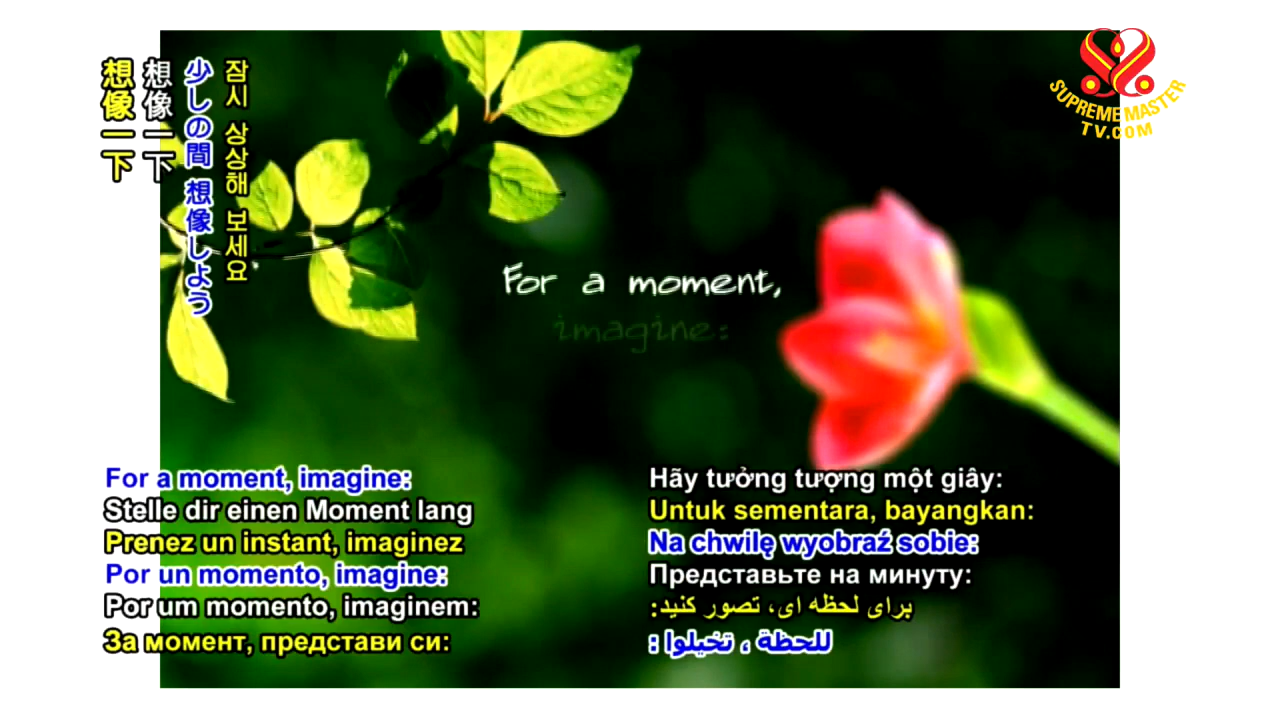 想像一下
想像一下
少しの間 想像しよう
잠시 상상해 보세요
SUPREME MASTER
TV.COM
For a moment,
imagine:
For a moment, imagine:
Stelle dir einen Moment lang
Prenez un instant, imaginez
Por un momento, imagine:
Por um momento, imaginem:
За момент, представи си:
Hãy tưởng tượng một giây:
Untuk sementara, bayangkan:
Na chwilę wyobraź sobie:
Представьте на минуту:
برای لحظه ای، تصور کنید:
للحظة ، تخيلوا :